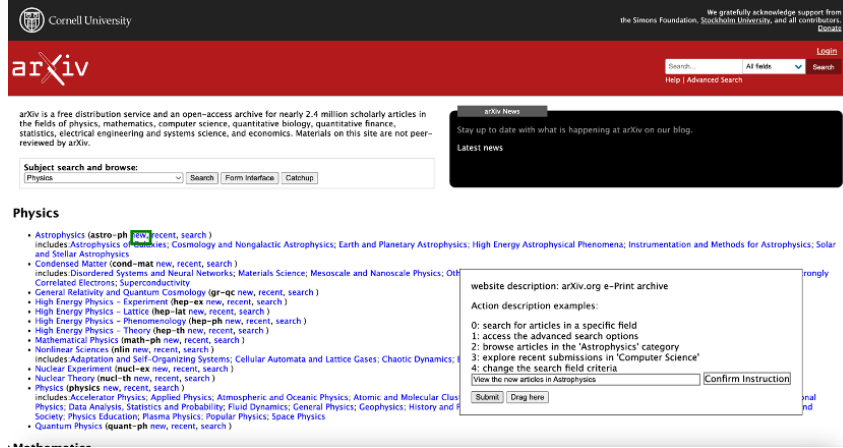 Cornell University
We gratefully acknowledge support from
the Simons Foundation, Stockholm University, and all contributors.
Donate
arXiv
Login
Search...
All fields
Search
Help | Advanced Search
arXiv is a free distribution service and an open-access archive for nearly 2.4 million scholarly articles in
the fields of physics, mathematics, computer science, quantitative biology, quantitative finance,
statistics, electrical engineering and systems science, and economics. Materials on this site are not peer-
reviewed by arXiv.
arXiv News
Stay up to date with what is happening at arXiv on our blog.
Latest news
Subject search and browse:
Physics
Search
Form Interface
Catchup
Physics
• Astrophysics (astro-ph new, recent, search )
includes:Astrophysics of Galaxies; Cosmology and Nongalactic Astrophysics; Earth and Planetary Astrophysics; High Energy Astrophysical Phenomena; Instrumentation and Methods for Astrophysics; Solar
and Stellar Astrophysics
• Condensed Matter (cond-mat new, recent, search )
includes:Disordered Systems and Neural Networks; Materials Science; Mesoscale and Nanoscale Physics; Oth rongly
Correlated Electrons; Superconductivity
• General Relativity and Quantum Cosmology (gr-qc new, recent, search )
• High Energy Physics - Experiment (hep-ex new, recent, search )
• High Energy Physics - Lattice (hep-lat new, recent, search )
• High Energy Physics - Phenomenology (hep-ph new, recent, search )
• High Energy Physics - Theory (hep-th new, recent, search )
• Mathematical Physics (math-ph new, recent, search )
• Nonlinear Sciences (nlin new, recent, search )
includes:Adaptation and Self-Organizing Systems; Cellular Automata and Lattice Gases; Chaotic Dynamics;
• Nuclear Experiment (nucl-ex new, recent, search )
• Nuclear Theory (nucl-th new, recent, search )
• Physics (physics new, recent, search )
includes:Accelerator Physics; Applied Physics; Atmospheric and Oceanic Physics; Atomic and Molecular Clus onal
Physics; Data Analysis, Statistics and Probability; Fluid Dynamics; General Physics; Geophysics; History and P nd
Society; Physics Education; Plasma Physics; Popular Physics; Space Physics
• Quantum Physics (quant-ph new, recent, search )
website description: arXiv.org e-Print archive
Action description examples:
0: search for articles in a specific field
1: access the advanced search options
2: browse articles in the 'Astrophysics' category
3: explore recent submissions in 'Computer Science'
4: change the search field criteria
View the new articles in Astrophysics
Confirm Instruction
Submit
Drag here
Mathematics